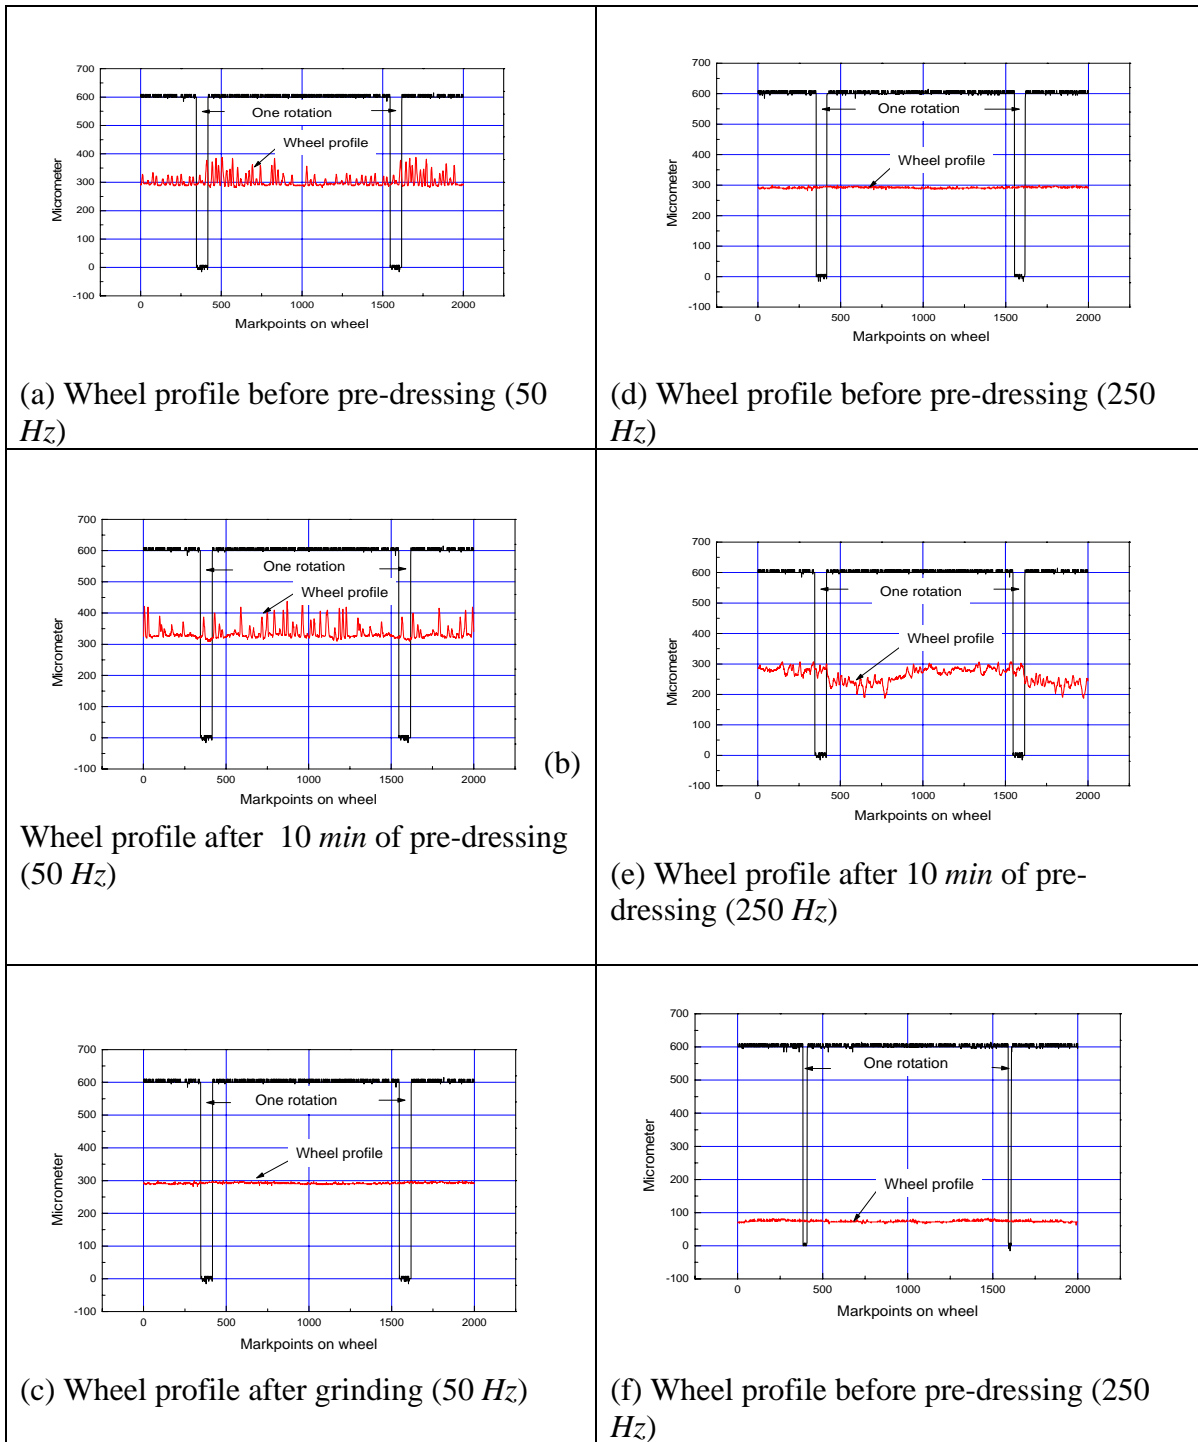 700
600
500
400
300
200
100
0
-100
Micrometer
One rotation
Wheel profile
0 500 1000 1500 2000
Markpoints on wheel
(a) Wheel profile before pre-dressing (50
Hz)
700
600
500
400
300
200
100
0
-100
Micrometer
One rotation
Wheel profile
0 500 1000 1500 2000
Markpoints on wheel
(d) Wheel profile before pre-dressing (250
Hz)
700
600
500
400
300
200
100
0
-100
Micrometer
One rotation
Wheel profile
0 500 1000 1500 2000
Markpoints on wheel
(b)
Wheel profile after 10 min of pre-dressing
(50 Hz)
700
600
500
400
300
200
100
0
-100
Micrometer
One rotation
Wheel profile
0 500 1000 1500 2000
Markpoints on wheel
(e) Wheel profile after 10 min of pre-
dressing (250 Hz)
700
600
500
400
300
200
100
0
-100
Micrometer
One rotation
Wheel profile
0 500 1000 1500 2000
Markpoints on wheel
(c) Wheel profile after grinding (50 Hz)
700
600
500
400
300
200
100
0
-100
Micrometer
One rotation
Wheel profile
0 500 1000 1500 2000
Markpoints on wheel
(f) Wheel profile before pre-dressing (250
Hz)